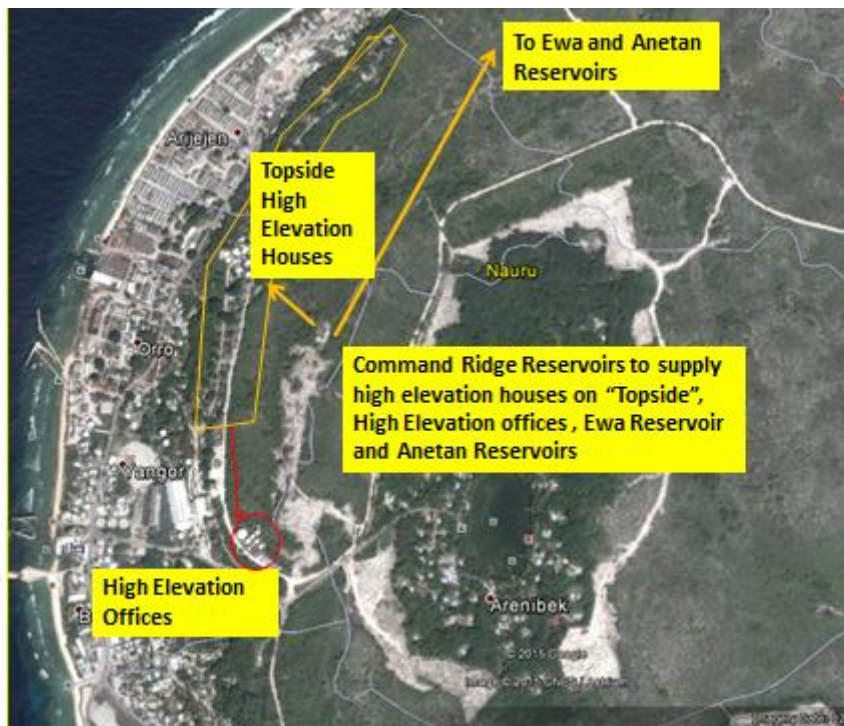 To Ewa and Anetan
Reservoirs
Anjejen
Topside
High
Elevation
Houses
Nauru
Orro
Command Ridge Reservoirs to supply
high elevation houses on “Topside”,
High Elevation offices , Ewa Reservoir
and Anetan Reservoirs
Yangor
High Elevation
Offices
Arenibek
© 2015 Google